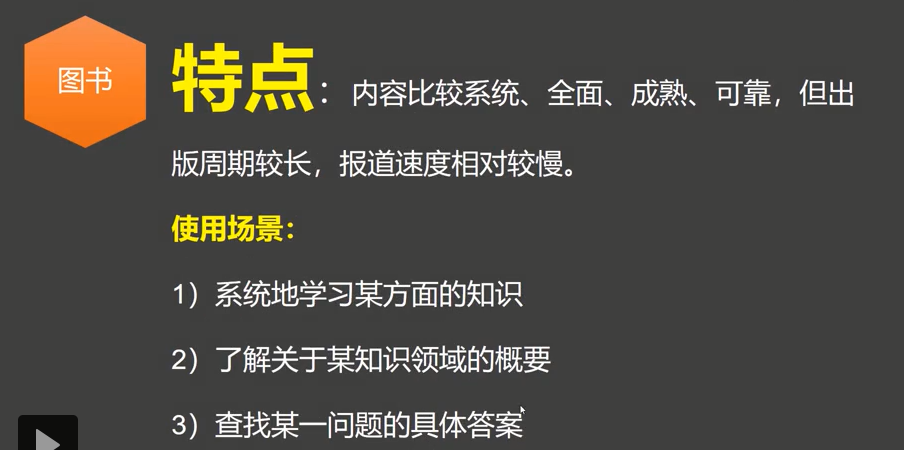 图书
特点：内容比较系统、全面、成熟、可靠，但出
版周期较长，报道速度相对较慢。
使用场景：
1）系统地学习某方面的知识
2）了解关于某知识领域的概要
3）查找某一问题的具体答案